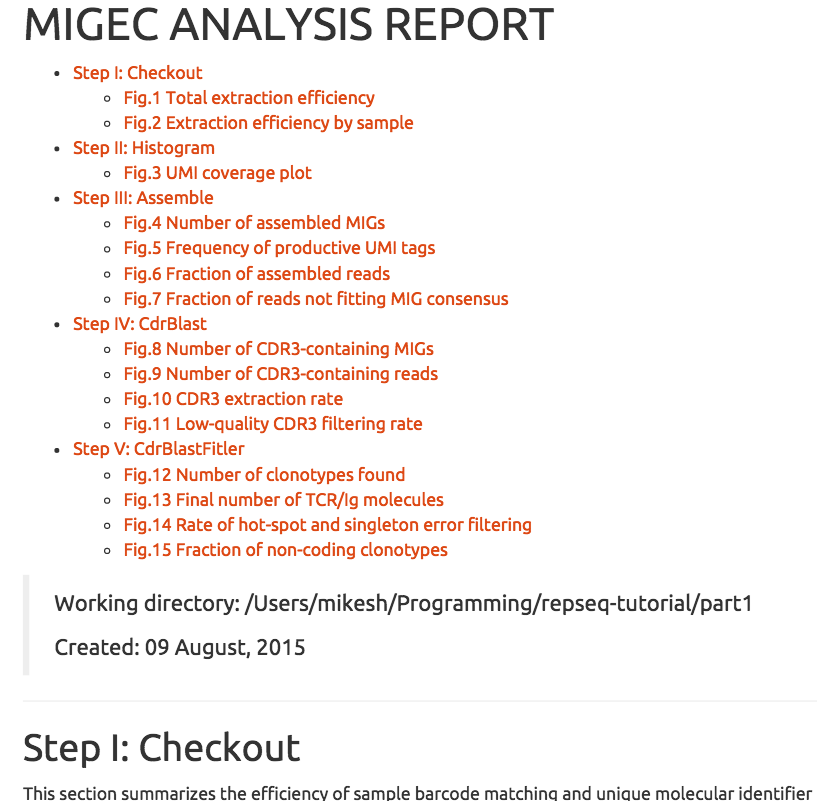 MIGEC ANALYSIS REPORT
Step I: Checkout
Fig.1 Total extraction efficiency
Fig.2 Extraction efficiency by sample
Step II: Histogram
Fig.3 UMI coverage plot
Step III: Assemble
Fig.4 Number of assembled MIGs
Fig.5 Frequency of productive UMI tags
Fig.6 Fraction of assembled reads
Fig.7 Fraction of reads not fitting MIG consensus
Step IV: CdrBlast
Fig.8 Number of CDR3-containing MIGs
Fig.9 Number of CDR3-containing reads
Fig.10 CDR3 extraction rate
Fig.11 Low-quality CDR3 filtering rate
Step V: CdrBlastFitler
Fig.12 Number of clonotypes found
Fig.13 Final number of TCR/Ig molecules
Fig.14 Rate of hot-spot and singleton error filtering
Fig.15 Fraction of non-coding clonotypes
Working directory: /Users/mikesh/Programming/repseq-tutorial/part1
Created: 09 August, 2015
Step I: Checkout
This section summarizes the efficiency of sample barcode matching and unique molecular identifier